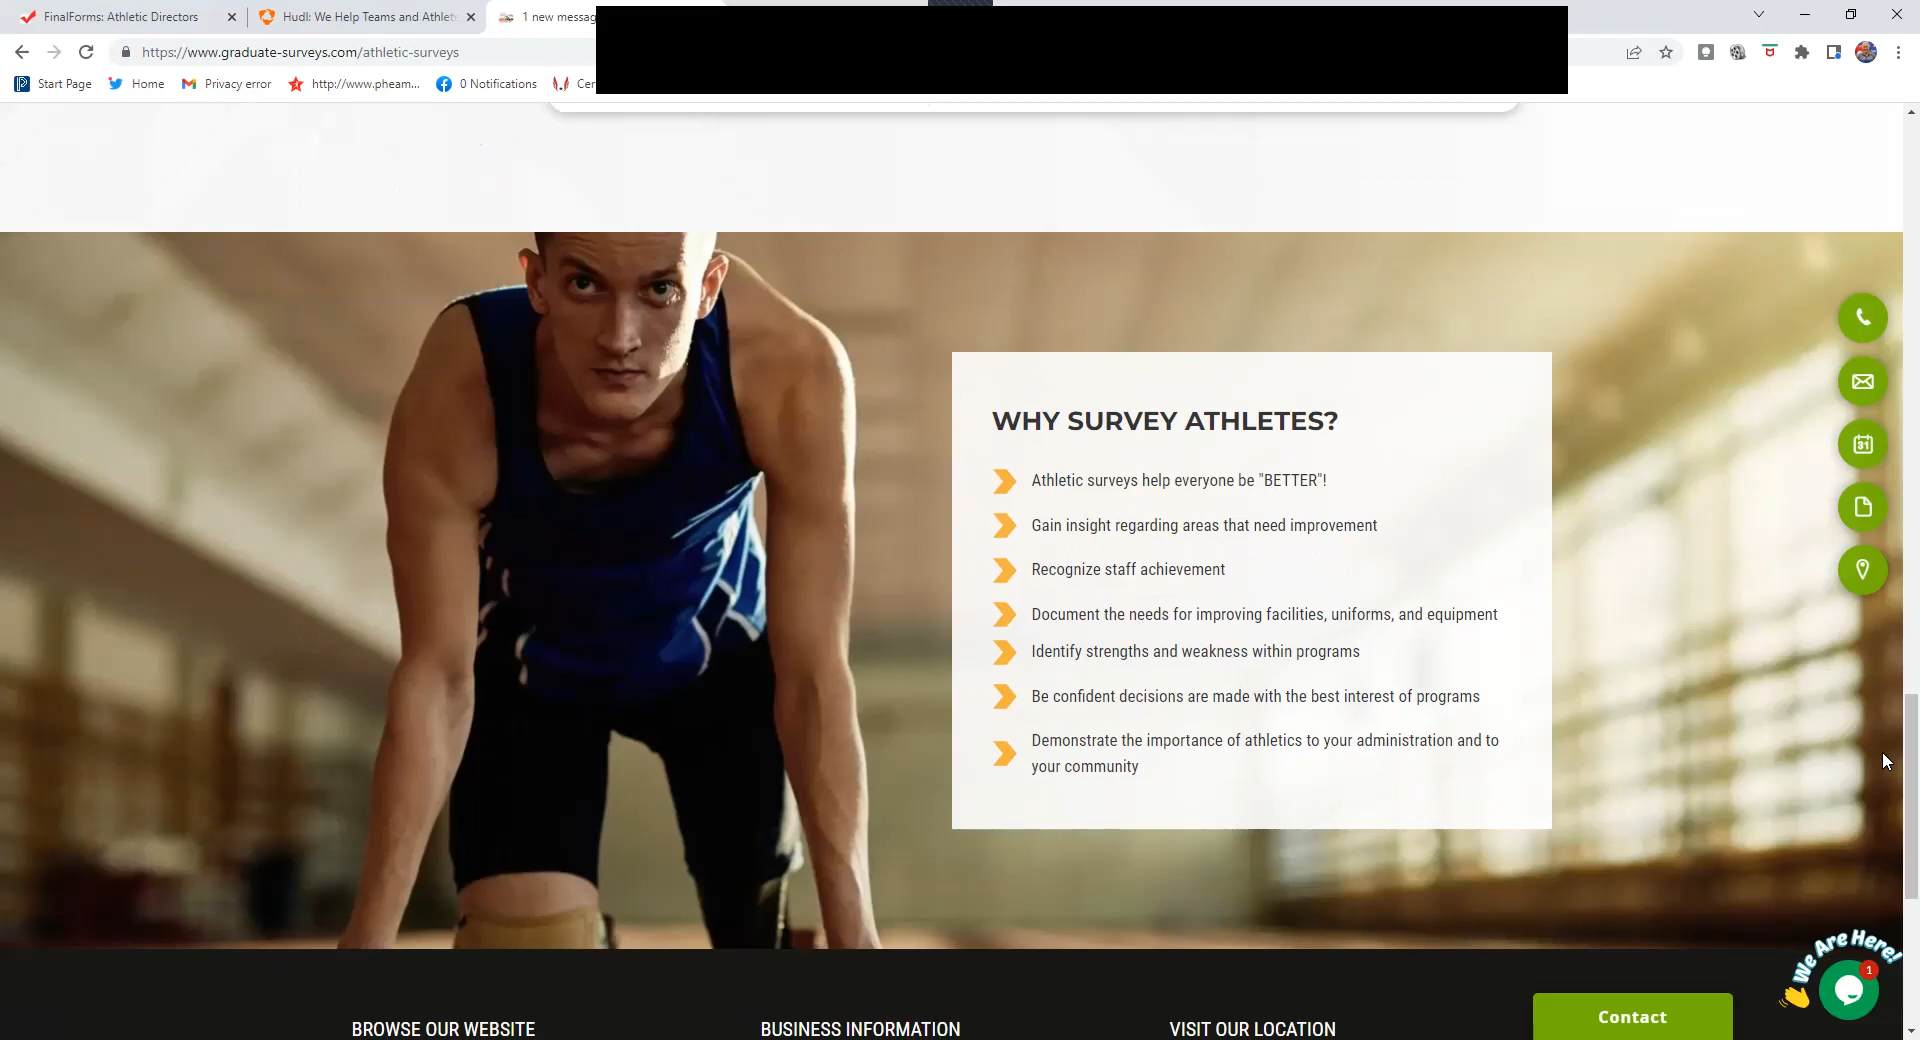 FinalForms: Athletic Directors
Hudl: We Help Teams and Athlet
1 new messag
https://www.graduate-surveys.com/athletic-surveys
Start Page
Home
Privacy error
http://www.pheam...
0 Notifications
Cer
WHY SURVEY ATHLETES?
Athletic surveys help everyone be "BETTER"!
Gain insight regarding areas that need improvement
Recognize staff achievement
Document the needs for improving facilities, uniforms, and equipment
Identify strengths and weakness within programs
Be confident decisions are made with the best interest of programs
Demonstrate the importance of athletics to your administration and to
your community
31
We Are Here!
1
Contact
BROWSE OUR WEBSITE
BUSINESS INFORMATION
VISIT OUR LOCATION